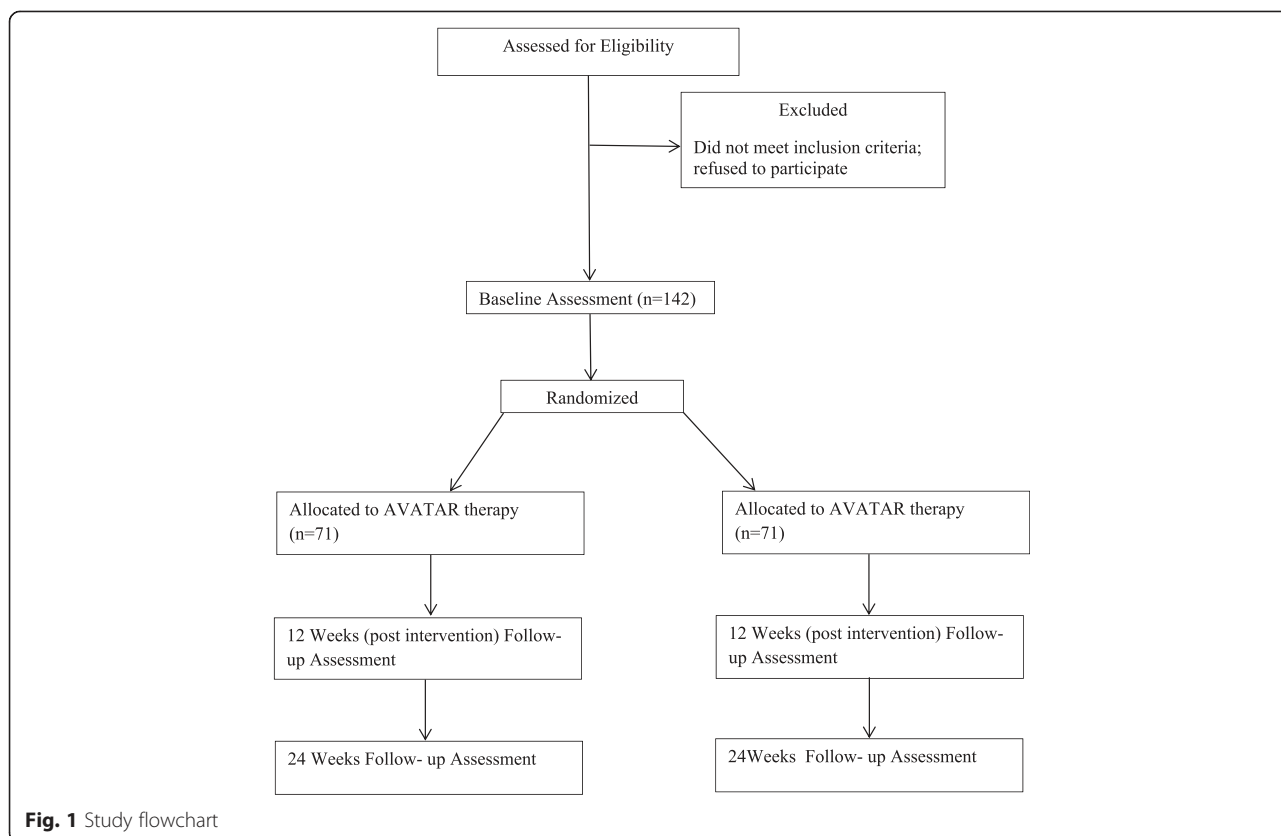 Assessed for Eligibility
Excluded
Did not meet inclusion criteria;
refused to participate
Baseline Assessment (n=142)
Randomized
Allocated to AVATAR therapy
(n=71)
Allocated to AVATAR therapy
(n=71)
12 Weeks (post intervention) Follow-
up Assessment
12 Weeks (post intervention) Follow-
up Assessment
24 Weeks Follow- up Assessment
24Weeks  Follow- up Assessment
Fig. 1 Study flowchart